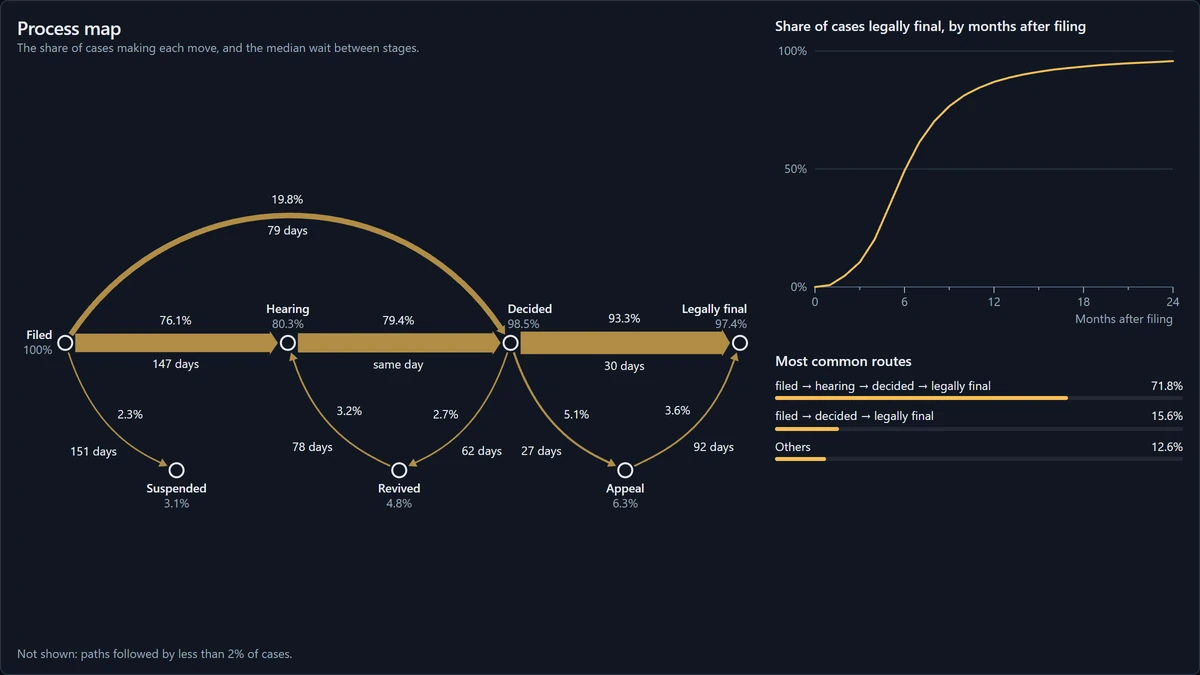 Process map
The share of cases making each move, and the median wait between stages.
19.8%
79 days
Filed
100%
76.1%
147 days
Hearing
80.3%
79.4%
same day
Decided
98.5%
93.3%
30 days
Legally final
97.4%
2.3%
151 days
Suspended
3.1%
3.2%
78 days
2.7%
62 days
Revived
4.8%
5.1%
27 days
3.6%
92 days
Appeal
6.3%
Not shown: paths followed by less than 2% of cases.
Share of cases legally final, by months after filing
100%
50%
0%
0 6 12 18 24
Months after filing
Most common routes
filed → hearing → decided → legally final 71.8%
filed → decided → legally final 15.6%
Others 12.6%